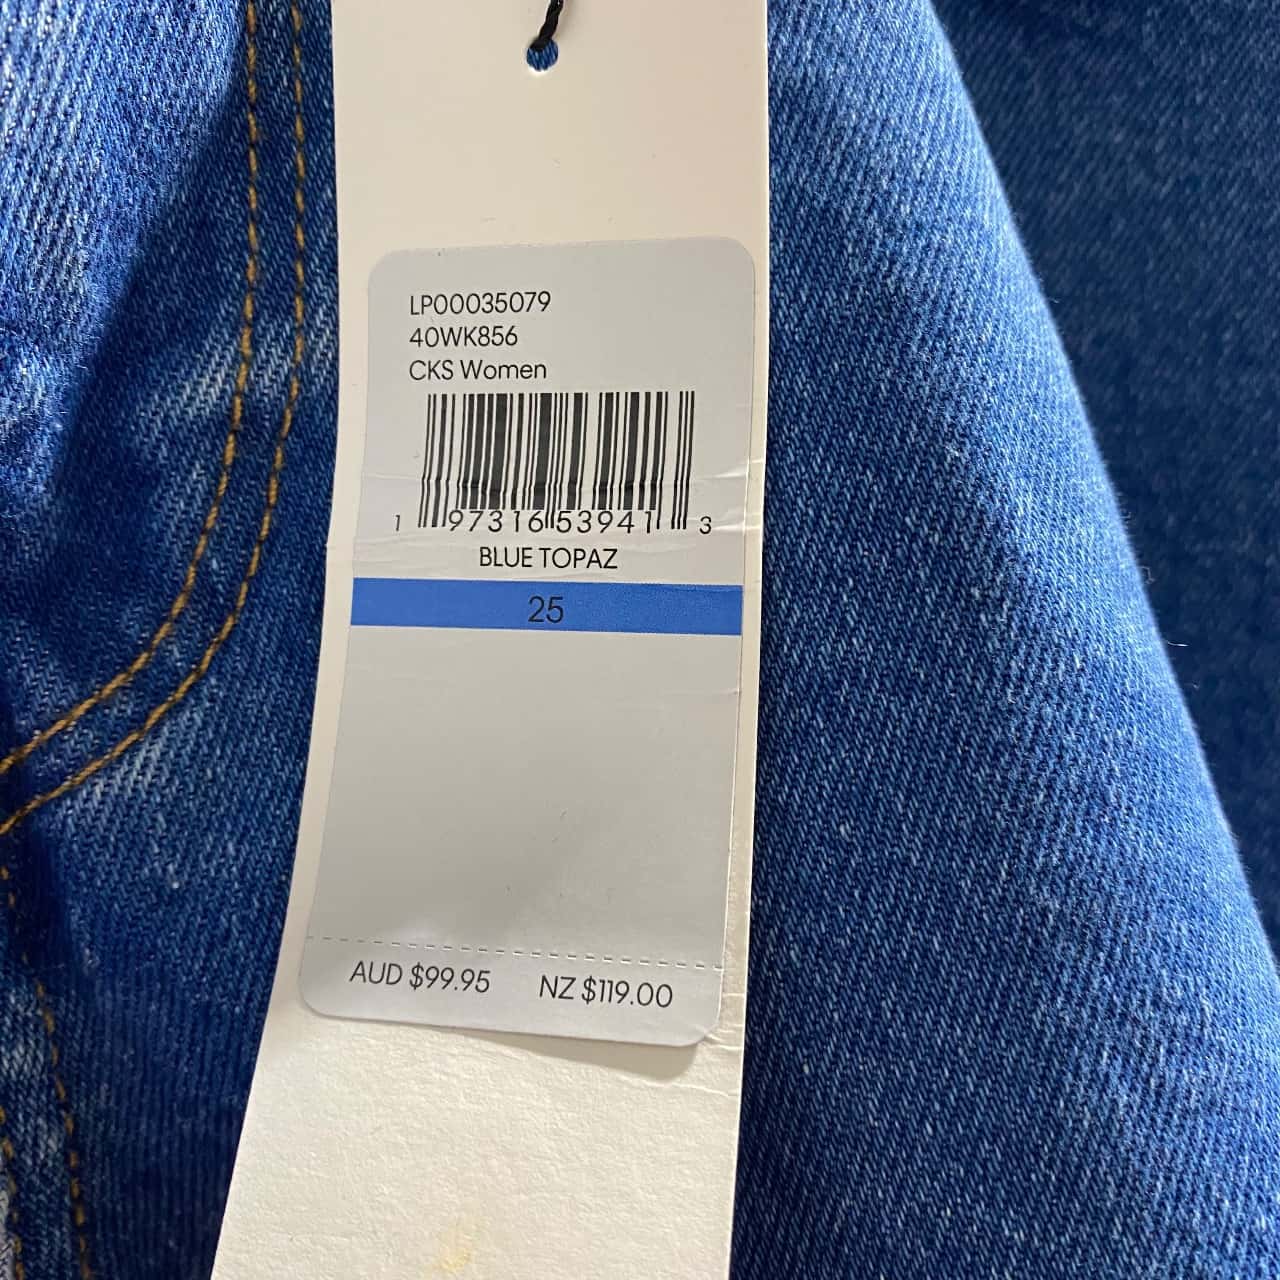 LP00035079
40WK856
CKS Women
1 97316 53941 3
BLUE TOPAZ
25
AUD $99.95 NZ $119.00